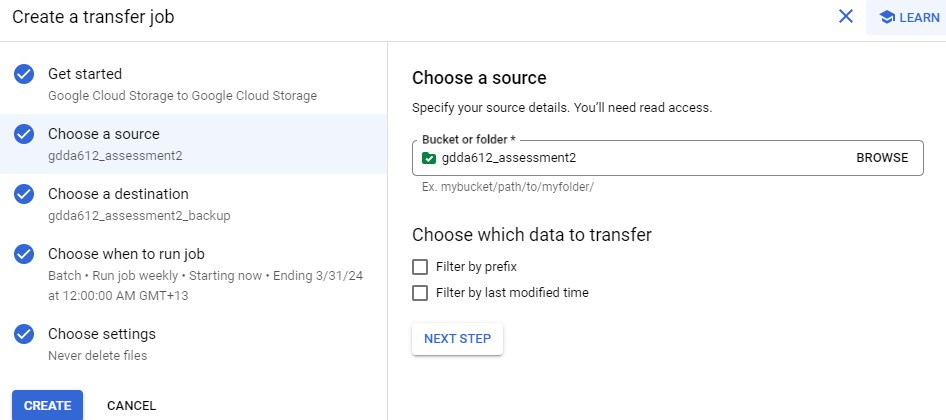 Create a transfer job
LEARN
Get started
Google Cloud Storage to Google Cloud Storage
Choose a source
gdda612_assessment2
Choose a destination
gdda612_assessment2_backup
Choose when to run job
Batch • Run job weekly • Starting now • Ending 3/31/24
at 12:00:00 AM GMT+13
Choose settings
Never delete files
CREATE CANCEL
Choose a source
Specify your source details. You’ll need read access.
Bucket or folder *
gdda612_assessment2 BROWSE
Ex. mybucket/path/to/myfolder/
Choose which data to transfer
Filter by prefix
Filter by last modified time
NEXT STEP